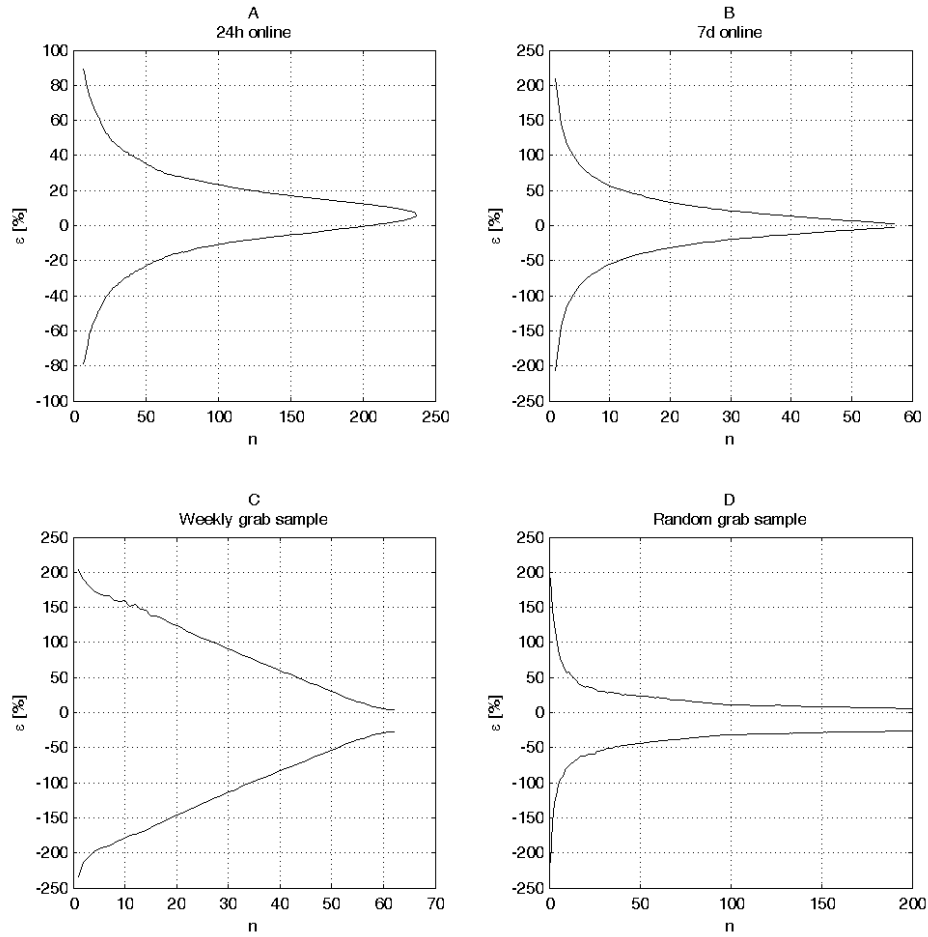 A
24h online
100
80
60
40
20
0
-20
-40
-60
-80
-100
ε [%]
0 50 100 150 200 250
n
B
7d online
250
200
150
100
50
0
-50
-100
-150
-200
-250
ε [%]
0 10 20 30 40 50 60
n
C
Weekly grab sample
250
200
150
100
50
0
-50
-100
-150
-200
-250
ε [%]
0 10 20 30 40 50 60 70
n
D
Random grab sample
250
200
150
100
50
0
-50
-100
-150
-200
-250
ε [%]
0 50 100 150 200
n